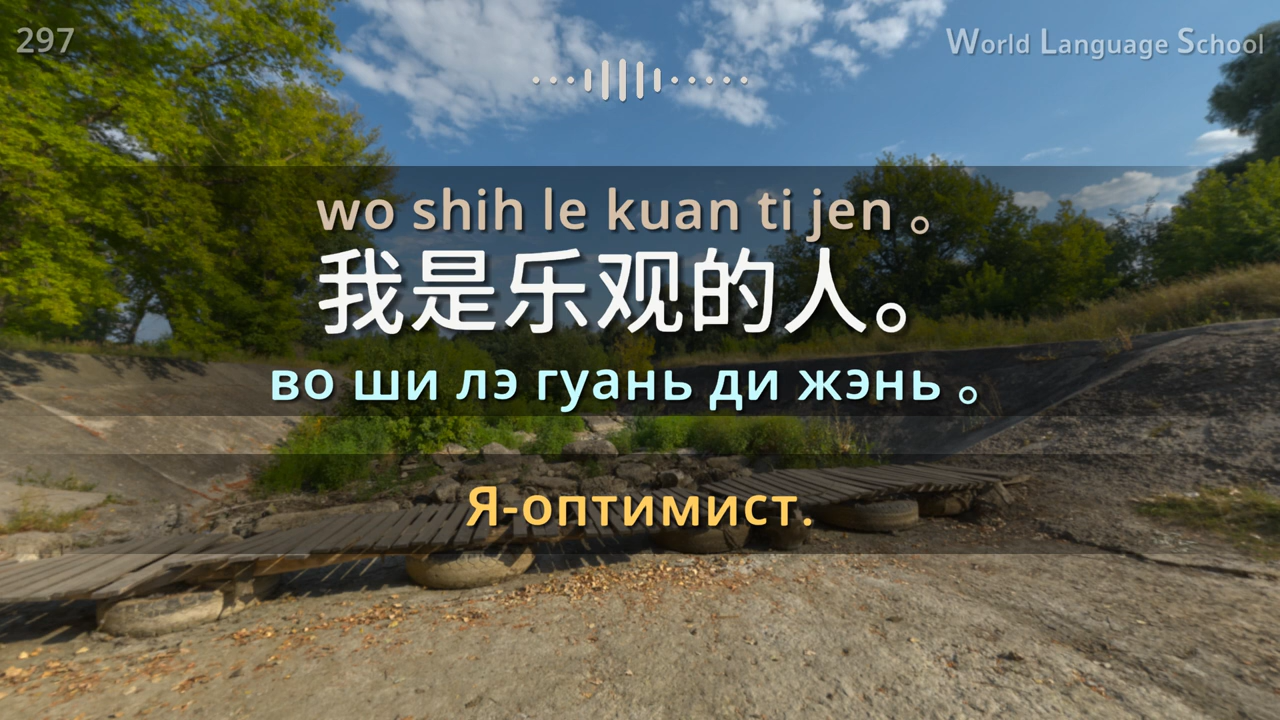 297
World Language School
wo shih le kuan ti jen 。
我是乐观的人。
во ши лэ гуань ди жэнь 。
Я-оптимист.